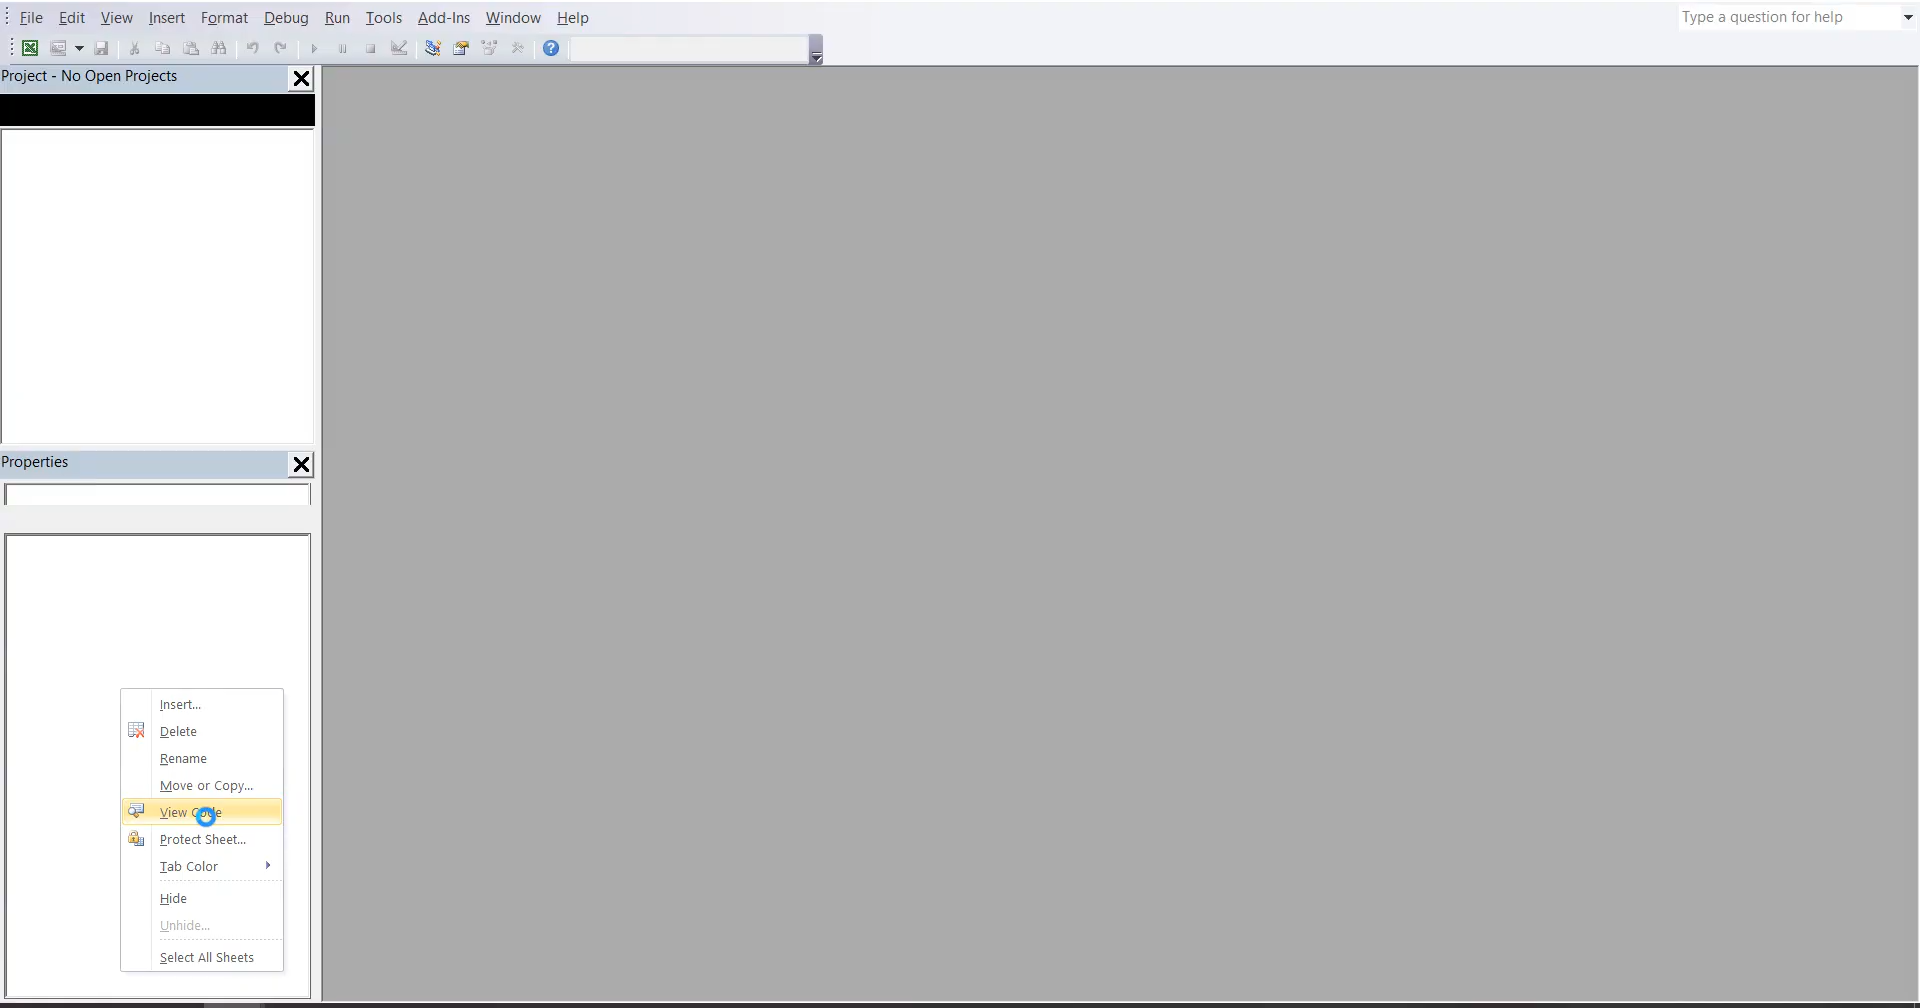 File Edit View Insert Format Debug Run Tools Add-Ins Window Help
Type a question for help
Project - No Open Projects
Properties
Insert...
Delete
Rename
Move or Copy...
View Code
Protect Sheet...
Tab Color
Hide
Unhide...
Select All Sheets